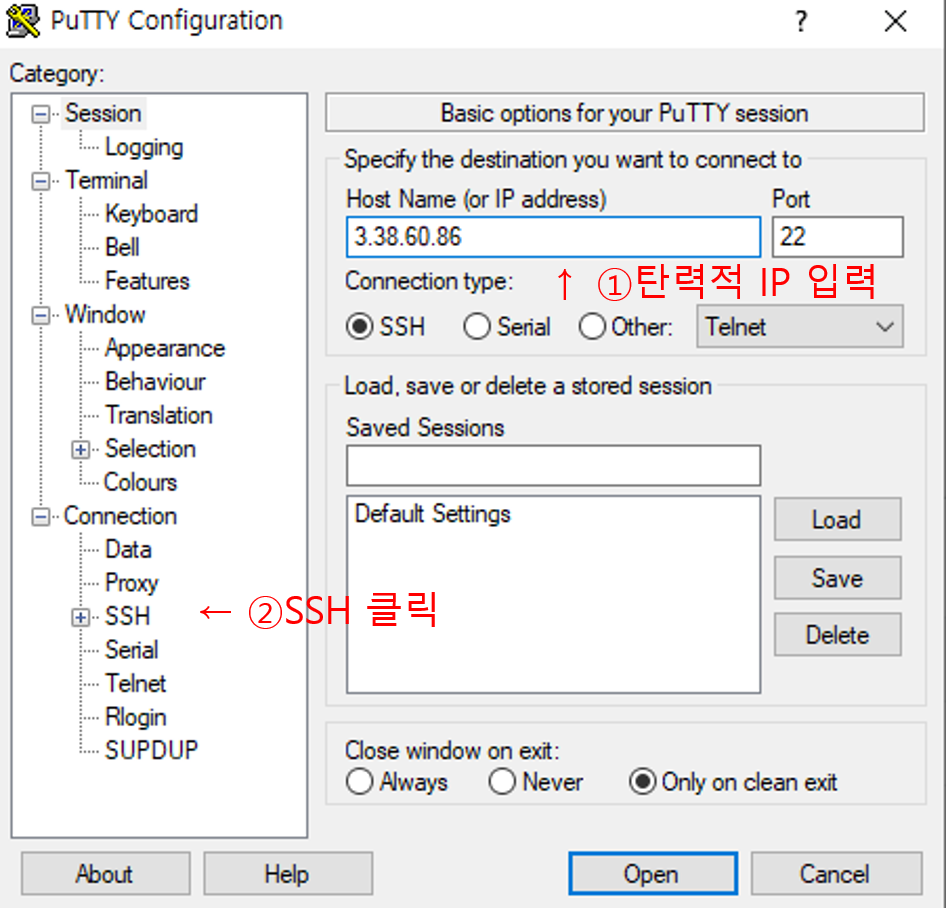 PuTTY Configuration
Category:
Session
Logging
Terminal
Keyboard
Bell
Features
Window
Appearance
Behaviour
Translation
Selection
Colours
Connection
Data
Proxy
SSH
Serial
Telnet
Rlogin
SUPDUP
← ②SSH 클릭
Basic options for your PuTTY session
Specify the destination you want to connect to
Host Name (or IP address) Port
3.38.60.86 22
↑ ①탄력적 IP 입력
Connection type:
SSH Serial Other: Telnet
Load, save or delete a stored session
Saved Sessions
Default Settings
Load
Save
Delete
Close window on exit:
Always Never Only on clean exit
About Help Open Cancel